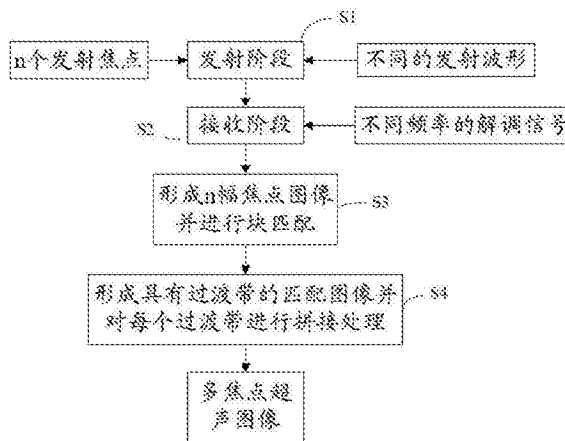 S1
n个发射焦点
发射阶段
不同的发射波形
S2
接收阶段
不同频率的解调信号
形成n幅焦点图像
并进行块匹配
S3
形成具有过渡带的匹配图像并
对每个过渡带进行拼接处理
S4
多焦点超
声图像